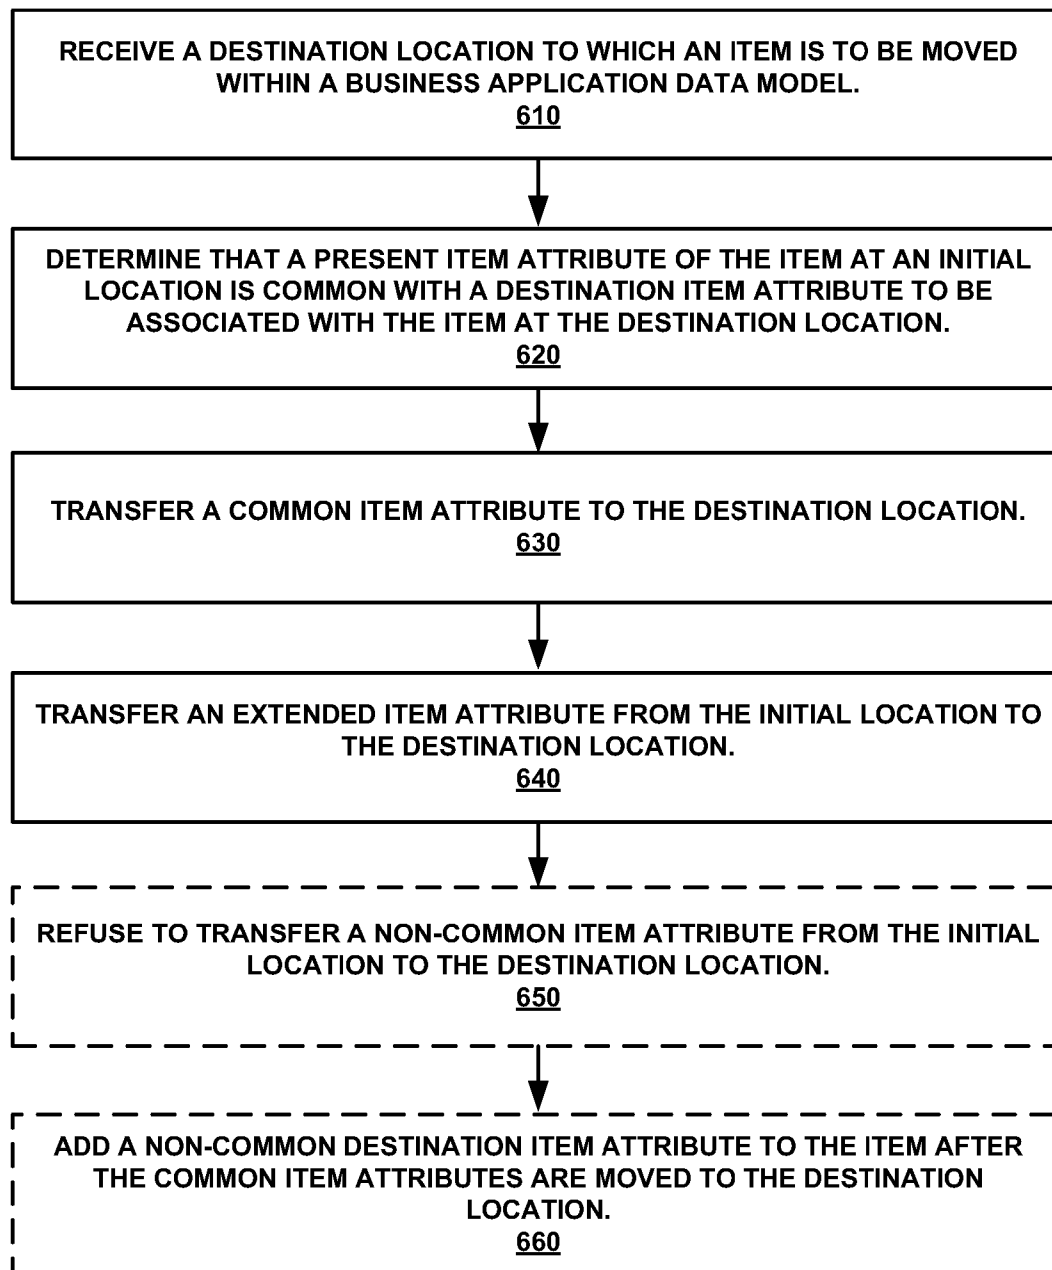 RECEIVE A DESTINATION LOCATION TO WHICH AN ITEM IS TO BE MOVED
WITHIN A BUSINESS APPLICATION DATA MODEL.
610
DETERMINE THAT A PRESENT ITEM ATTRIBUTE OF THE ITEM AT AN INITIAL
LOCATION IS COMMON WITH A DESTINATION ITEM ATTRIBUTE TO BE
ASSOCIATED WITH THE ITEM AT THE DESTINATION LOCATION.
620
TRANSFER A COMMON ITEM ATTRIBUTE TO THE DESTINATION LOCATION.
630
TRANSFER AN EXTENDED ITEM ATTRIBUTE FROM THE INITIAL LOCATION TO
THE DESTINATION LOCATION.
640
REFUSE TO TRANSFER A NON-COMMON ITEM ATTRIBUTE FROM THE INITIAL
LOCATION TO THE DESTINATION LOCATION.
650
ADD A NON-COMMON DESTINATION ITEM ATTRIBUTE TO THE ITEM AFTER
THE COMMON ITEM ATTRIBUTES ARE MOVED TO THE DESTINATION
LOCATION.
660